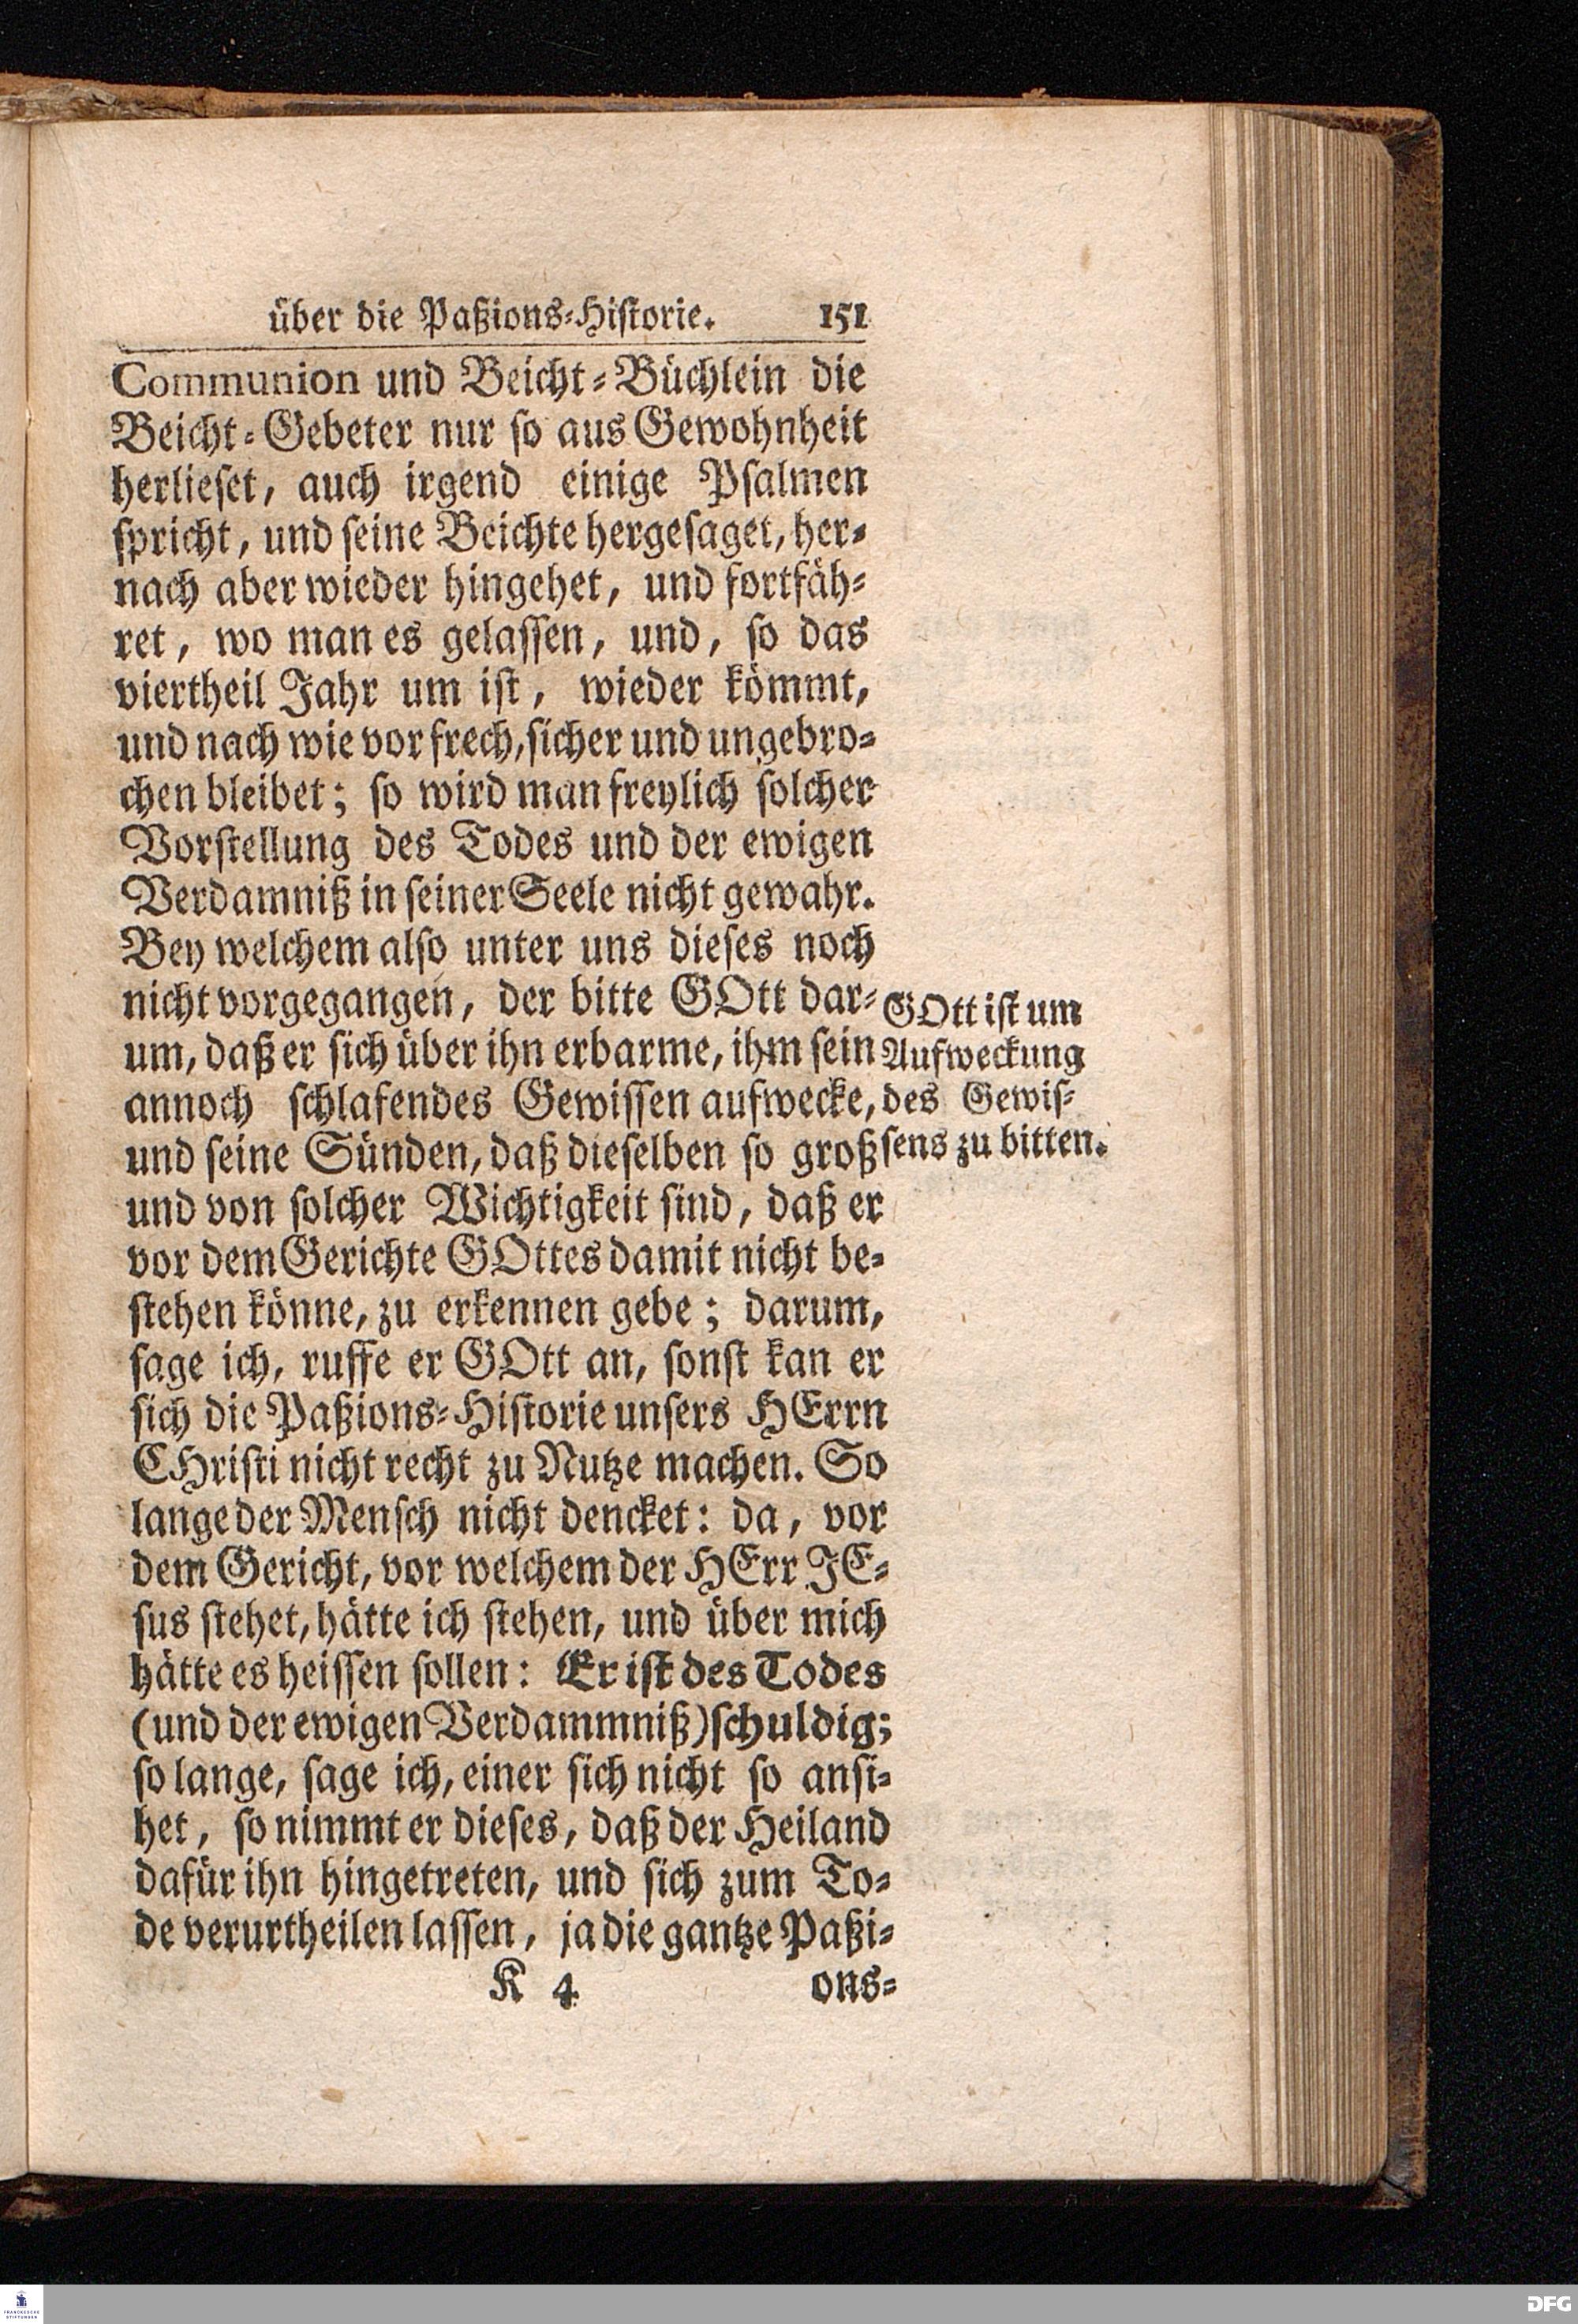 über die Paßions-Historie. 151
Communion und Beicht-Büchlein die
Beicht-Gebeter nur so aus Gewohnheit
herlieset, auch irgend einige Psalmen
spricht, und seine Beichte hergesaget, her-
nach aber wieder hingehet, und fortfäh-
ret, wo man es gelassen, und, so das
viertheil Jahr um ist, wieder kömmt,
und nach wie vor frech, sicher und ungebro-
chen bleibet; so wird man freylich solcher
Vorstellung des Todes und der ewigen
Verdamniß in seiner Seele nicht gewahr.
Bey welchem also unter uns dieses noch
nicht vorgegangen, der bitte GOtt dar-
um, daß er sich über ihn erbarme, ihm sein
annoch schlafendes Gewissen aufwecke,
und seine Sünden, daß dieselben so groß
und von solcher Wichtigkeit sind, daß er
vor dem Gerichte GOttes damit nicht be-
stehen könne, zu erkennen gebe; darum,
sage ich, ruffe er GOtt an, sonst kan er
sich die Paßions-Historie unsers HErrn
CHristi nicht recht zu Nutze machen. So
lange der Mensch nicht dencket: da, vor
dem Gericht, vor welchem der HErr JE-
sus stehet, hätte ich stehen, und über mich
hätte es heissen sollen: Er ist des Todes
(und der ewigen Verdammniß) schuldig;
so lange, sage ich, einer sich nicht so ansi-
het, so nimmt er dieses, daß der Heiland
da für ihn hingetreten, und sich zum To-
de verurtheilen lassen, ja die gantze Paßi-
K 4 ons-
GOtt ist um
Aufweckung
des Gewis-
sens zu bitten.
FRANCKESCHE
STIFTUNGEN
DFG